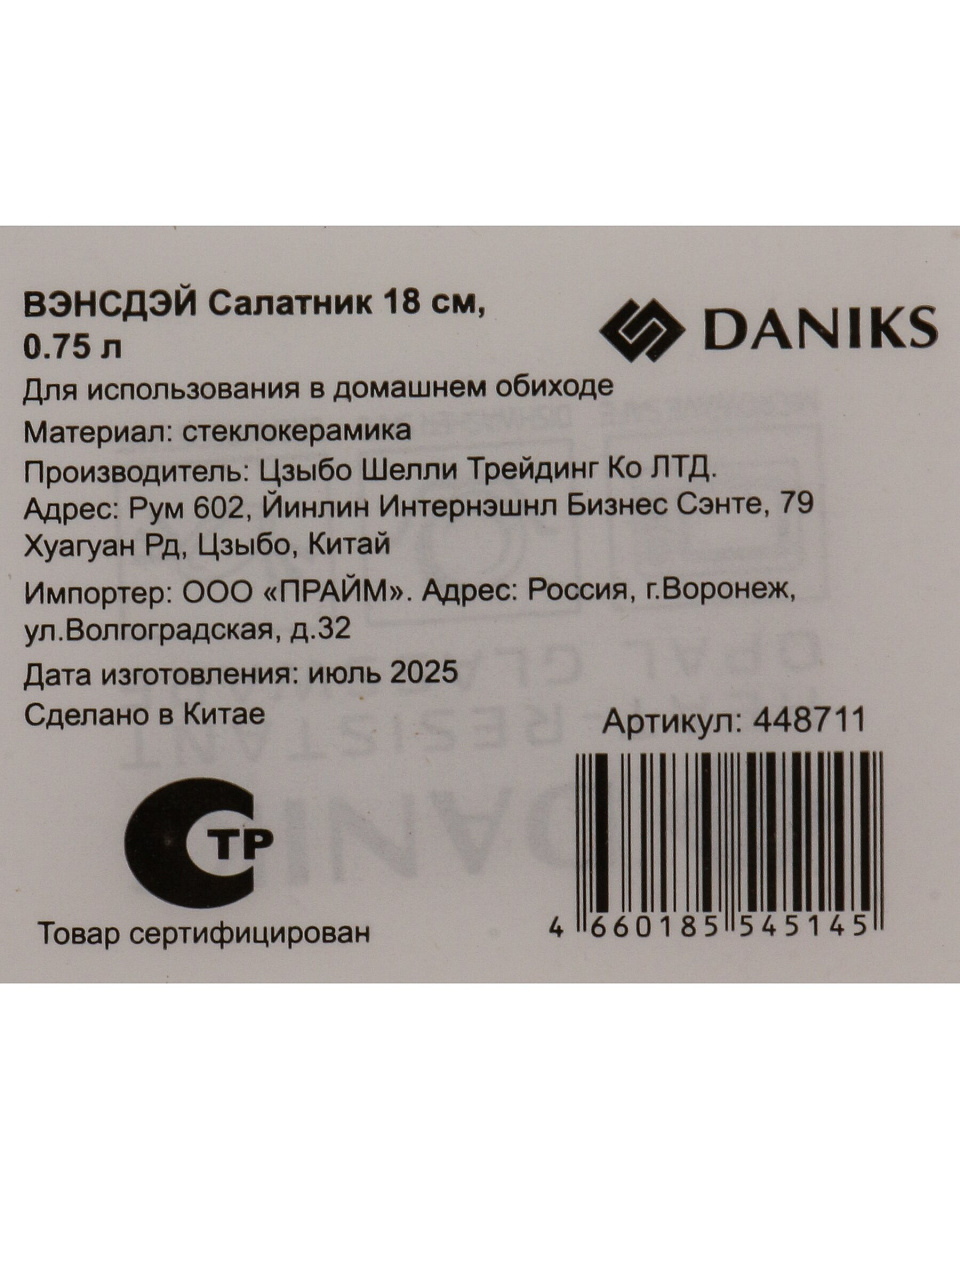 ВЭНСДЭЙ Салатник 18 см,
0.75 л
DANIKS
Для использования в домашнем обиходе
Материал: стеклокерамика
Производитель: Цзыбо Шелли Трейдинг Ко ЛТД.
Адрес: Рум 602, Йинлин Интернэшнл Бизнес Сэнте, 79
Хуагуан Рд, Цзыбо, Китай
Импортер: ООО «ПРАЙМ». Адрес: Россия, г.Воронеж,
ул.Волгоградская, д.32
Дата изготовления: июль 2025
Сделано в Китае
Артикул: 448711
ТР
Товар сертифицирован
4 660185 545145